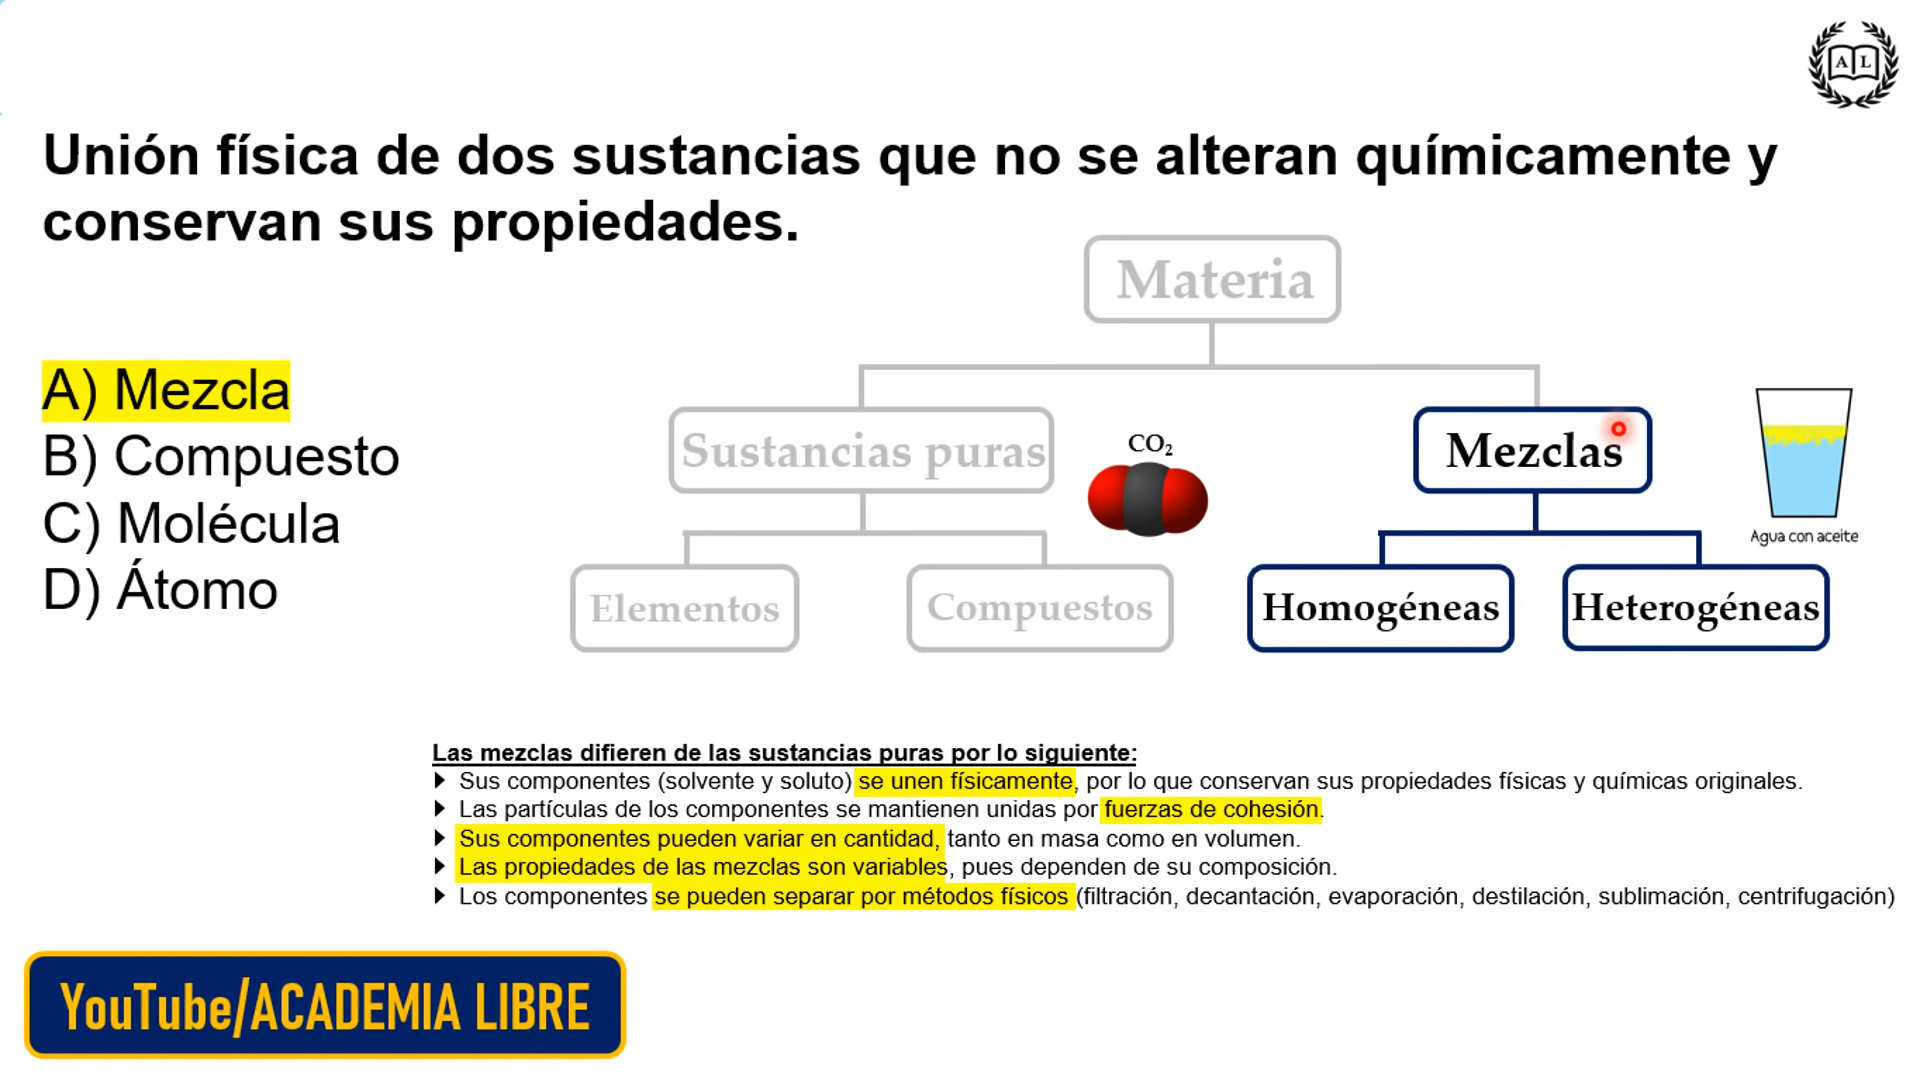 A L
Unión física de dos sustancias que no se alteran químicamente y
conservan sus propiedades.
Materia
A) Mezcla
B) Compuesto
C) Molécula
D) Átomo
Sustancias puras
CO₂
Mezclas
Agua con aceite
Elementos
Compuestos
Homogéneas
Heterogéneas
Las mezclas difieren de las sustancias puras por lo siguiente:
Sus componentes (solvente y soluto) se unen físicamente, por lo que conservan sus propiedades físicas y químicas originales.
Las partículas de los componentes se mantienen unidas por fuerzas de cohesión.
Sus componentes pueden variar en cantidad, tanto en masa como en volumen.
Las propiedades de las mezclas son variables, pues dependen de su composición.
Los componentes se pueden separar por métodos físicos (filtración, decantación, evaporación, destilación, sublimación, centrifugación)
YouTube/ACADEMIA LIBRE